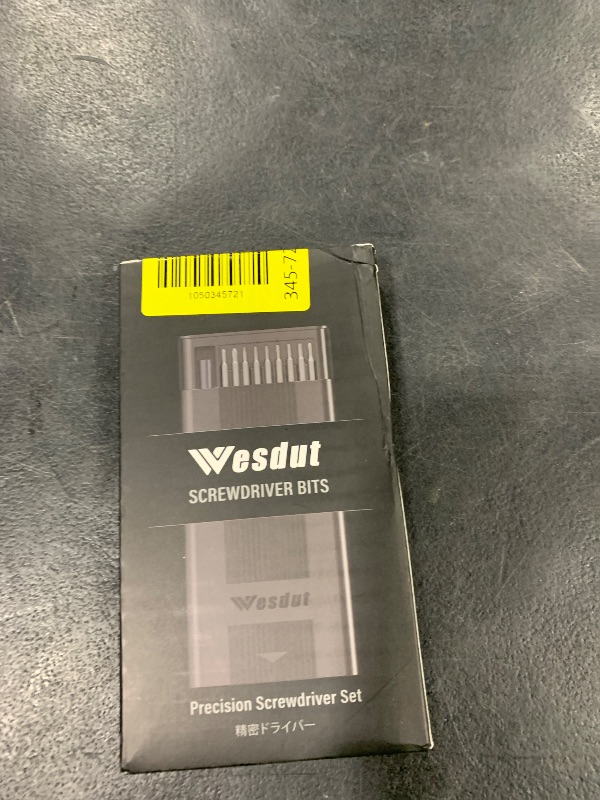 1050345721
345-72
Wesdut
SCREWDRIVER BITS
Wesdut
Precision Screwdriver Set
精密ドライバー